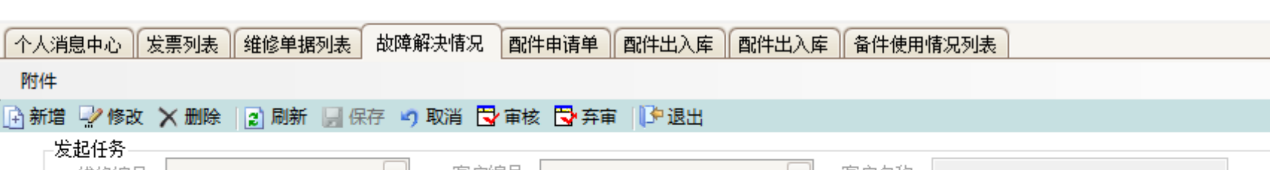 个人消息中心 发票列表 维修单据列表 故障解决情况 配件申请单 配件出入库 配件出入库 备件使用情况列表
附件
新增 修改 删除 刷新 保存 取消 审核 弃审 退出
发起任务